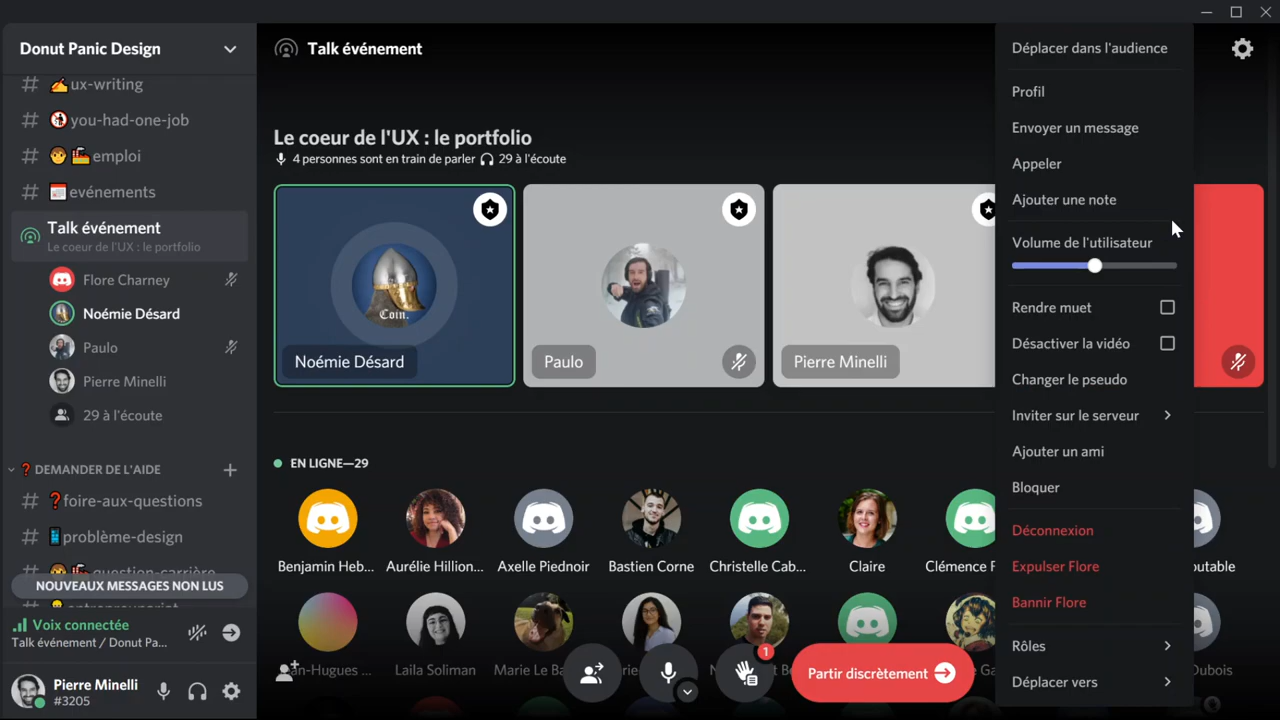 Donut Panic Design
# ux-writing
# you-had-one-job
# emploi
# evénements
Talk événement
Le coeur de l'UX : le portfolio
Flore Charney
Noémie Désard
Paulo
Pierre Minelli
29 à l'écoute
DEMANDER DE L'AIDE
# foire-aux-questions
# problème-design
# question-carrière
NOUVEAUX MESSAGES NON LUS
Voix connectée
Talk événement / Donut Pa...
Pierre Minelli
#3205
Talk événement
Le coeur de l'UX : le portfolio
4 personnes sont en train de parler 29 à l'écoute
Coin.
Noémie Désard
Paulo
Pierre Minelli
EN LIGNE—29
Benjamin Heb...
Aurélie Hillion...
Axelle Piednoir
Bastien Corne
Christelle Cab...
Claire
Laila Soliman
1
Partir discrètement
Déplacer dans l'audience
Profil
Envoyer un message
Appeler
Ajouter une note
Volume de l'utilisateur
Rendre muet
Désactiver la vidéo
Changer le pseudo
Inviter sur le serveur
Ajouter un ami
Bloquer
Déconnexion
Expulser Flore
Bannir Flore
Rôles
Déplacer vers